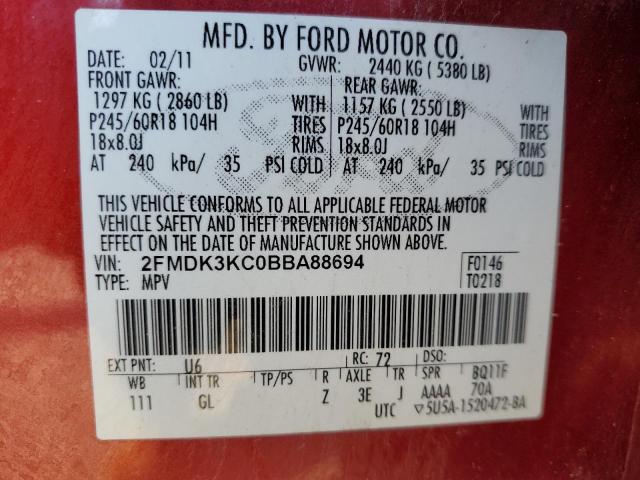 MFD. BY FORD MOTOR CO.
DATE: 02/11 GVWR: 2440 KG ( 5380 LB)
FRONT GAWR: REAR GAWR:
1297 KG ( 2860 LB) WITH 1157 KG ( 2550 LB) WITH
P245/60R18 104H TIRES P245/60R18 104H TIRES
18x8.0J RIMS 18x8.0J RIMS
AT 240 kPa/ 35 PSI COLD AT 240 kPa/ 35 PSI COLD
THIS VEHICLE CONFORMS TO ALL APPLICABLE FEDERAL MOTOR
VEHICLE SAFETY AND THEFT PREVENTION STANDARDS IN
EFFECT ON THE DATE OF MANUFACTURE SHOWN ABOVE.
VIN: 2FMDK3KC0BBA88694 F0146
TYPE: MPV T0218
EXT PNT: U6 RC: 72 DSO:
WB INT TR TP/PS R AXLE TR SPR BQ11F
111 GL Z 3E J AAAA 70A
UTC ▽5U5A-1520472-BA